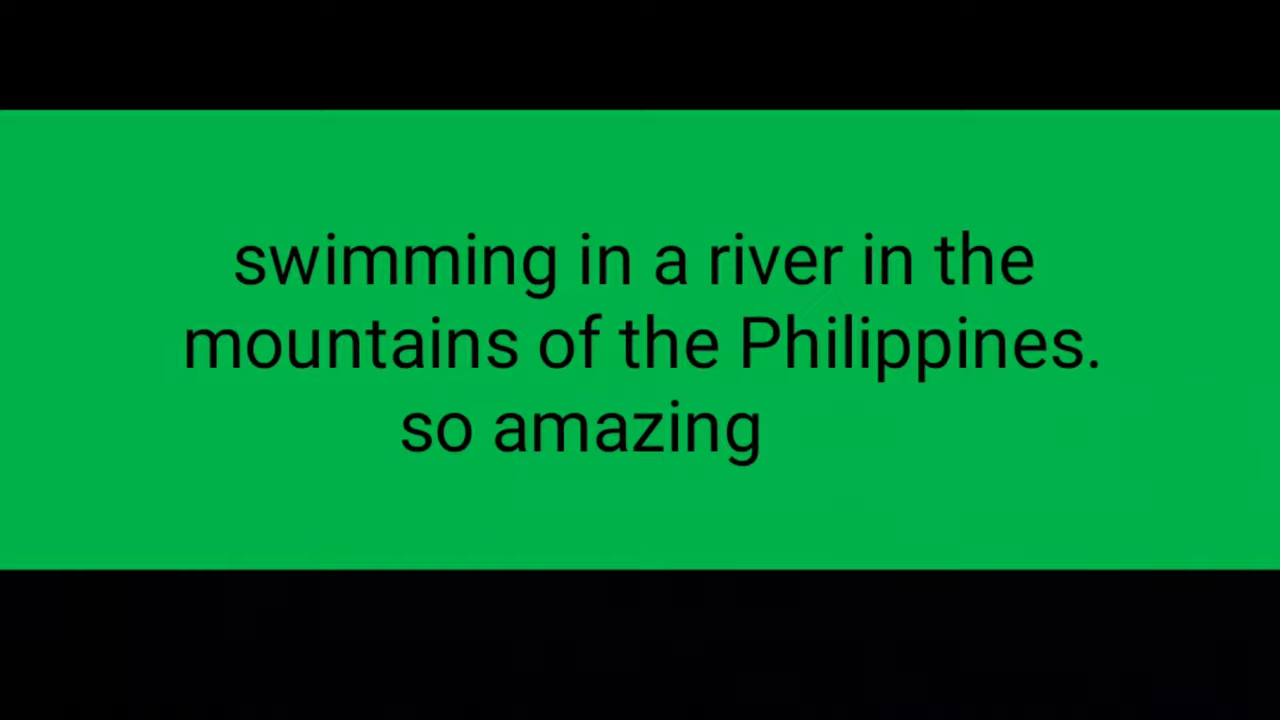 swimming in a river in the
mountains of the Philippines.
so amazing